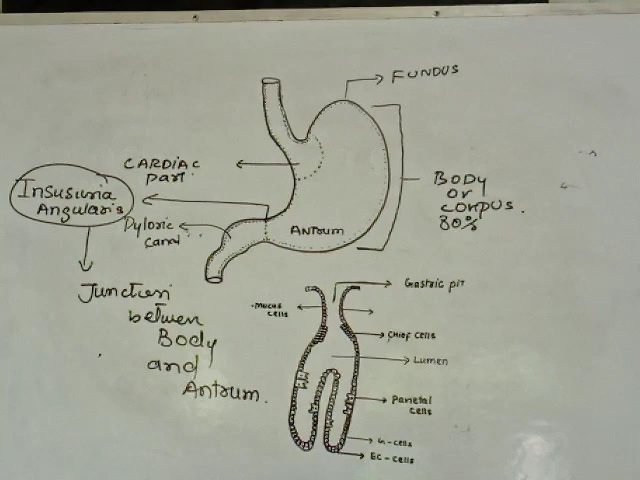 FUNDUS
CARDIAC
part.
Insusuria
Angularis
Pyloric
canal
ANTRUM
BODY
or
corpus.
80%
Junction
between
Body
and
Antrum.
Gastric pit
Mucus
cells
Chief cells
Lumen
Parietal
cells
G-cells
EC-cells